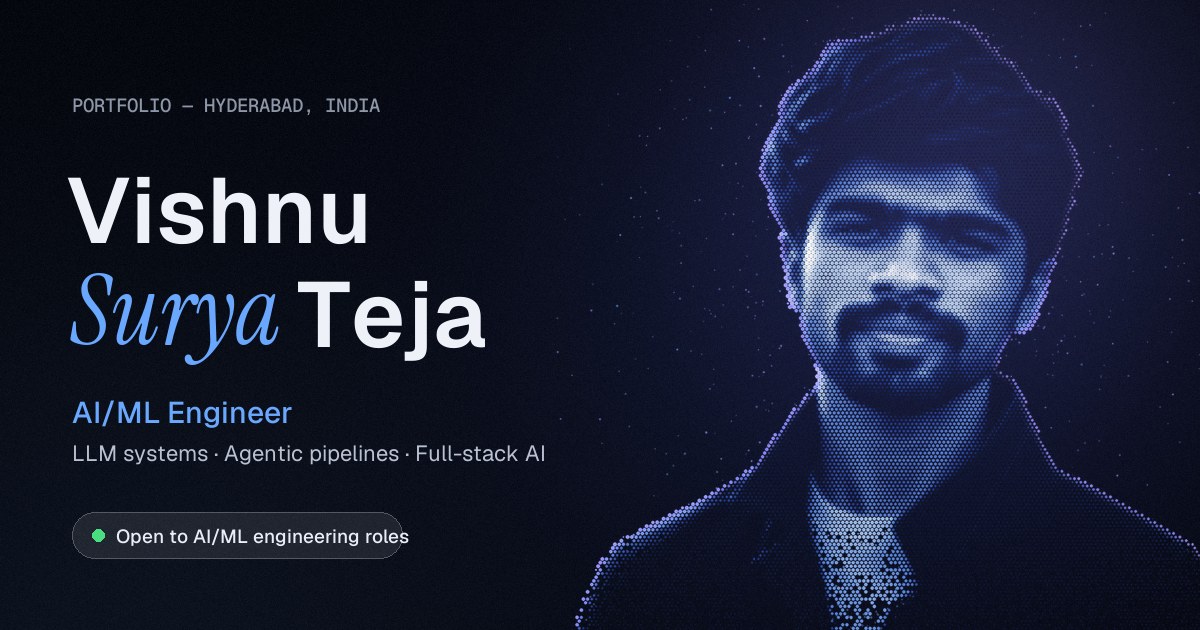 PORTFOLIO — HYDERABAD, INDIA
Vishnu
Surya Teja
AI/ML Engineer
LLM systems · Agentic pipelines · Full-stack AI
Open to AI/ML engineering roles